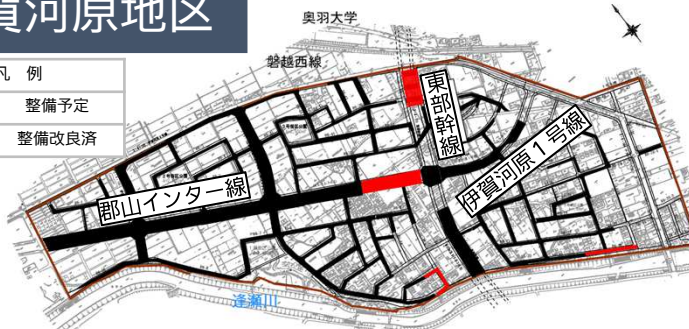 賀河原地区
凡 例
整備予定
整備改良済
奥羽大学
磐越西線
東部幹線
郡山インター線
伊賀河原1号線
逢瀬川